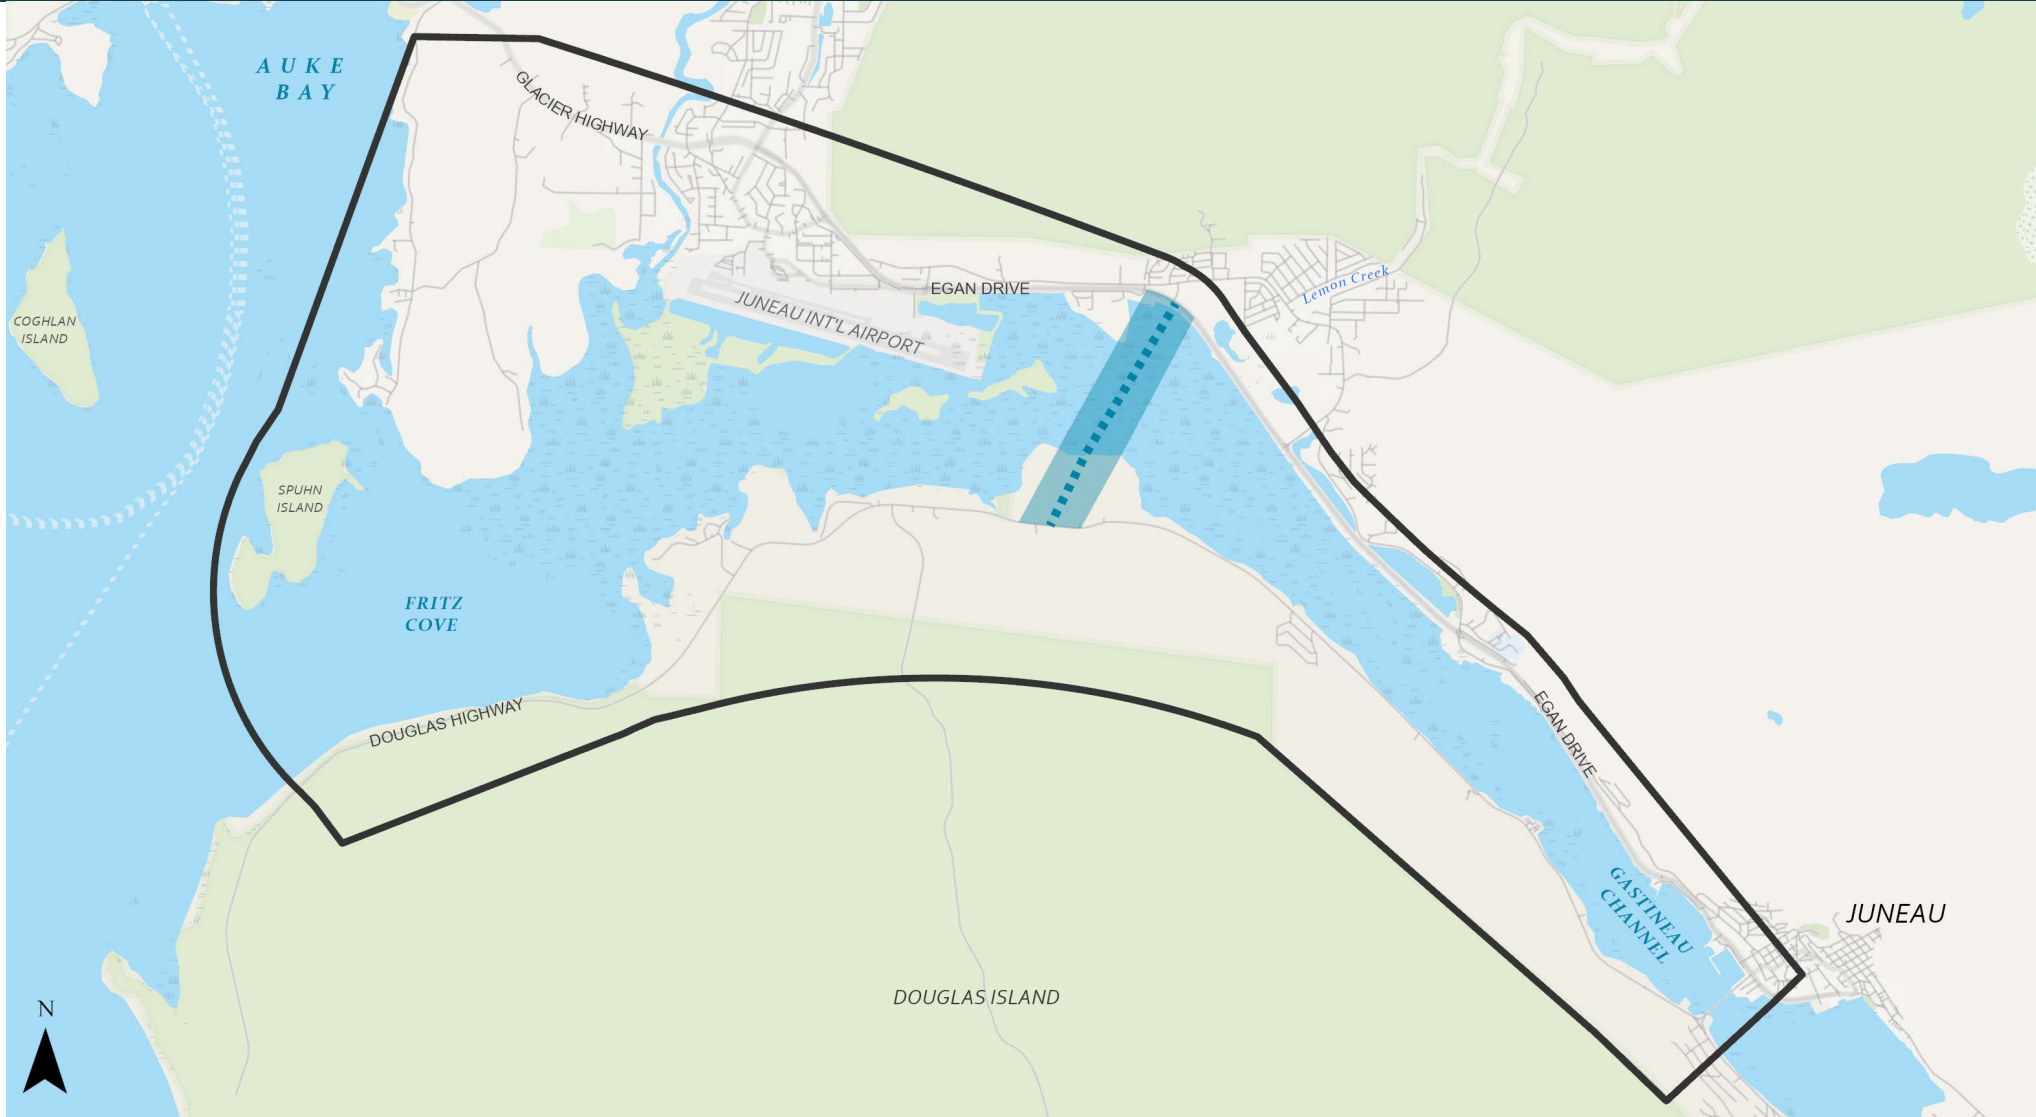 AUKE
BAY
GLACIER HIGHWAY
EGAN DRIVE
Lemon Creek
JUNEAU INT'L AIRPORT
COGHLAN
ISLAND
SPUHN
ISLAND
FRITZ
COVE
DOUGLAS HIGHWAY
EGAN DRIVE
GASTINEAU
CHANNEL
JUNEAU
DOUGLAS ISLAND
N